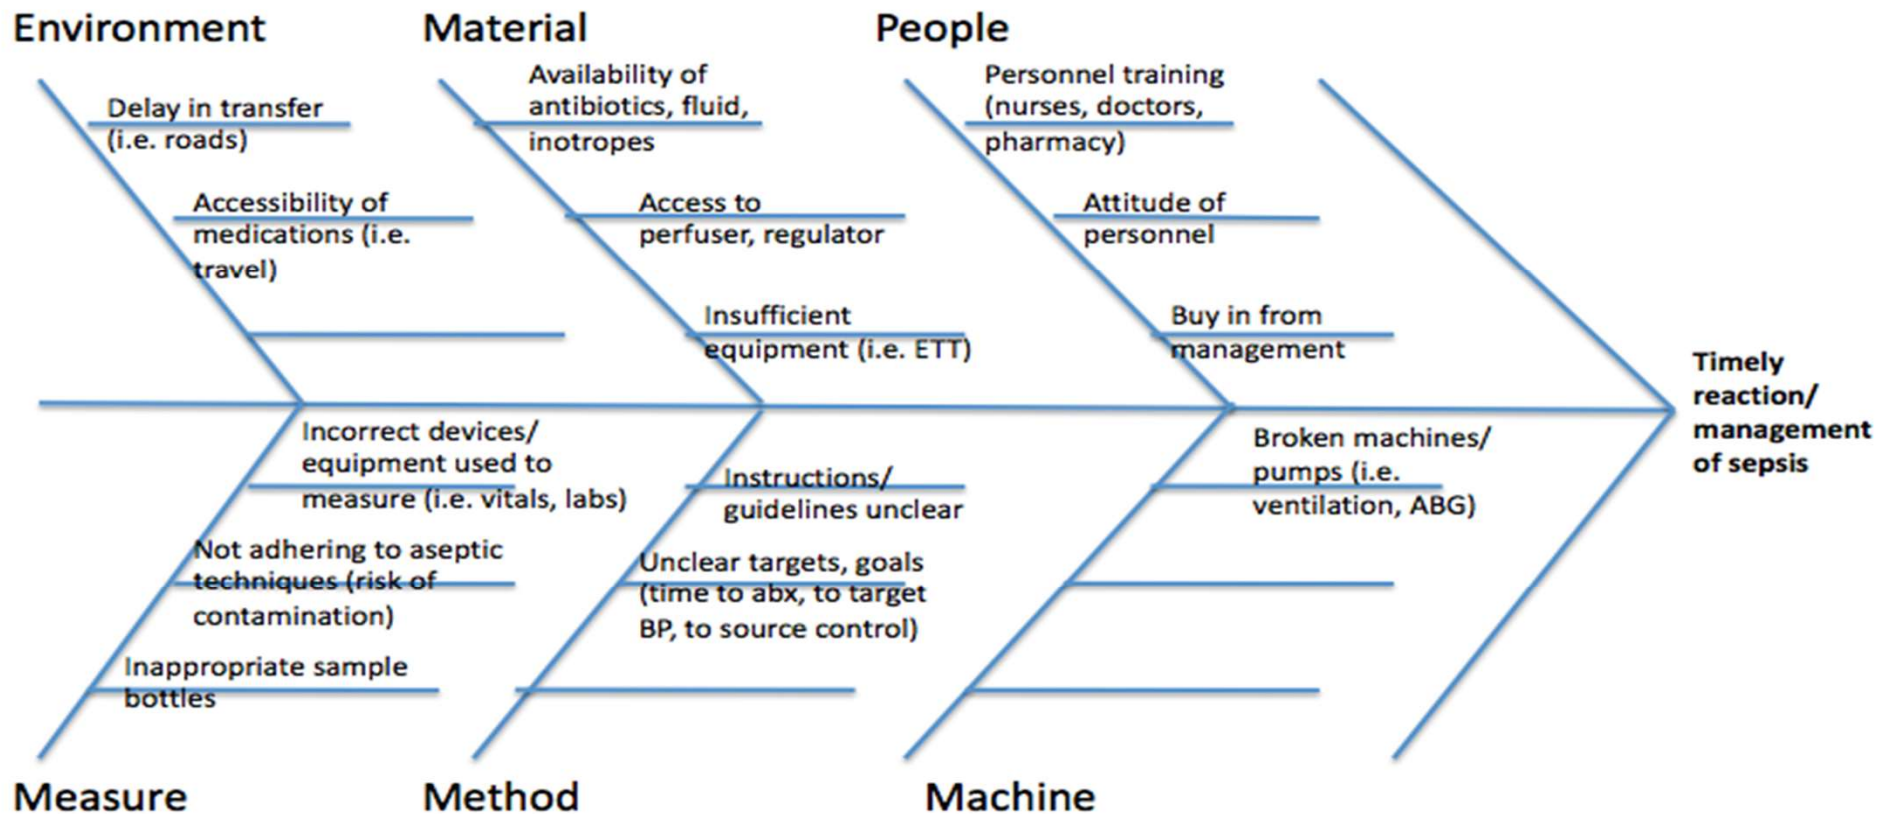 Environment
Material
People
Delay in transfer
(i.e. roads)
Accessibility of
medications (i.e.
travel)
Availability of
antibiotics, fluid,
inotropes
Access to
perfuser, regulator
Insufficient
equipment (i.e. ETT)
Personnel training
(nurses, doctors,
pharmacy)
Attitude of
personnel
Buy in from
management
Timely
reaction/
management
of sepsis
Incorrect devices/
equipment used to
measure (i.e. vitals, labs)
Not adhering to aseptic
techniques (risk of
contamination)
Inappropriate sample
bottles
Instructions/
guidelines unclear
Unclear targets, goals
(time to abx, to target
BP, to source control)
Broken machines/
pumps (i.e.
ventilation, ABG)
Measure
Method
Machine